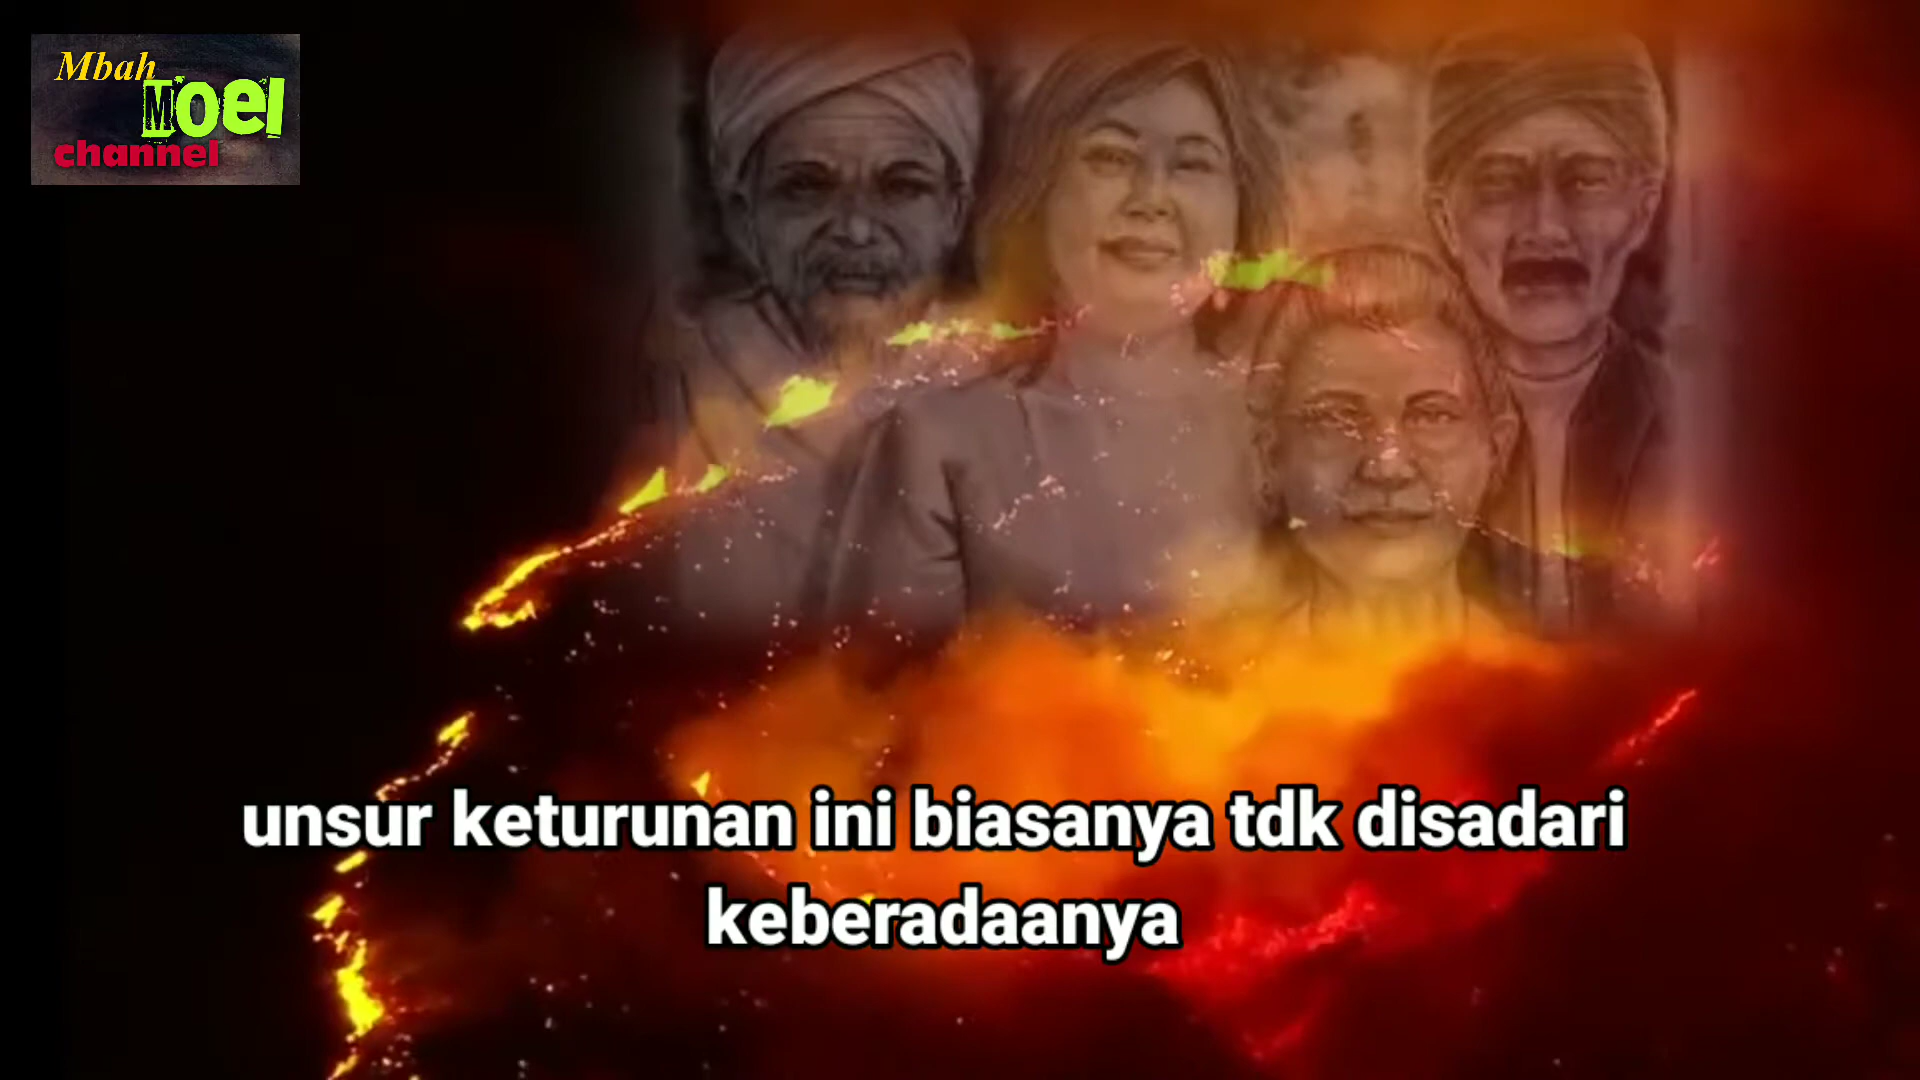 Mbah
Moel
channel
unsur keturunan ini biasanya tdk disadari
keberadaanya